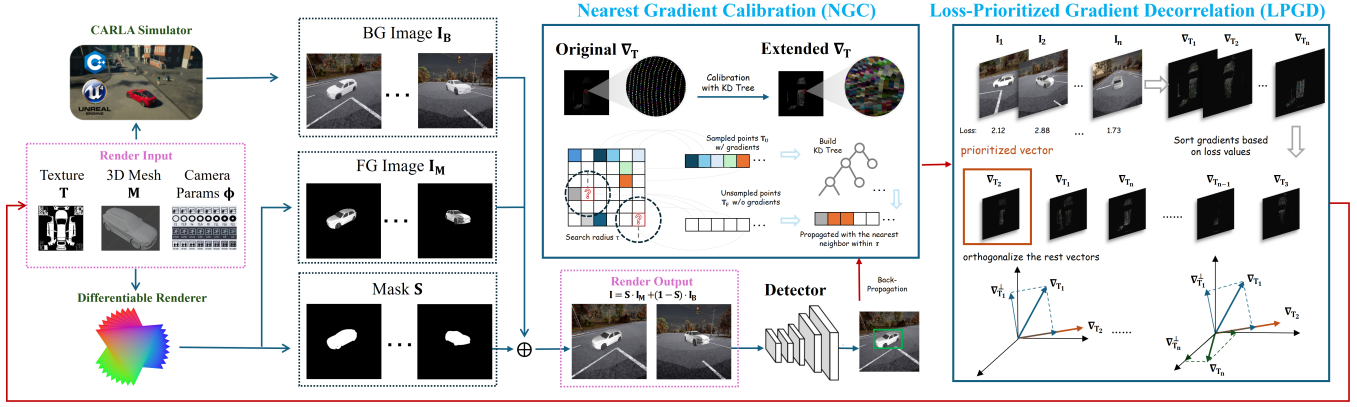 CARLA Simulator
C++
UNREAL
ENGINE
Render Input
Texture
T
3D Mesh
M
Camera
Params ϕ
Differentiable Renderer
BG Image I_B
...
FG Image I_M
...
Mask S
...
Nearest Gradient Calibration (NGC)
Original ∇_T
Extended ∇_T
Calibration
with KD Tree
Sampled points T_0
w/ gradients
...
Build
KD Tree
...
Unsampled points
w/o gradients
...
?
?
Search radius τ
Propagated with the nearest
neighbor within τ
...
Render Output
I = S · I_M +(1−S) · I_B
Detector
Back-
Propagation
Loss-Prioritized Gradient Decorrelation (LPGD)
I_1 I_2 I_n
...
∇_T1 ∇_T2 ∇_Tn
...
Loss: 2.12 2.88 ... 1.73
Sort gradients based
on loss values
prioritized vector
∇_T2 ∇_T1 ∇_Tn ∇_Tn−1 ∇_T3
......
orthogonalize the rest vectors
∇_T1^⊥ ∇_T1
∇_T2
......
∇_T1^⊥ ∇_T1
∇_T2
∇_Tn^⊥
∇_Tn